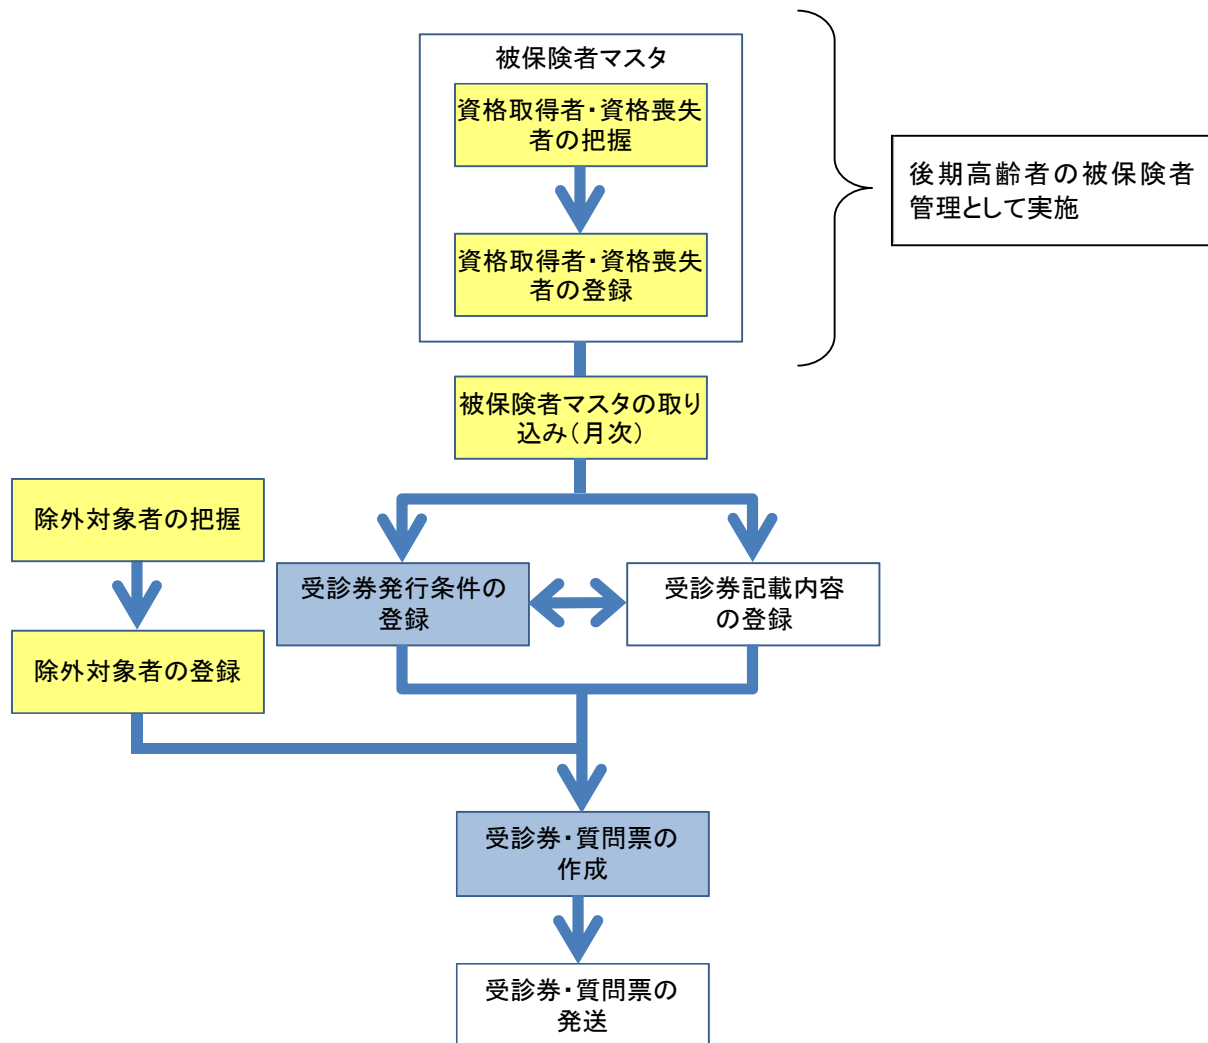 被保険者マスタ
資格取得者・資格喪失
者の把握
資格取得者・資格喪失
者の登録
後期高齢者の被保険者
管理として実施
被保険者マスタの取り
込み(月次)
除外対象者の把握
除外対象者の登録
受診券発行条件の
登録
受診券記載内容
の登録
受診券・質問票の
作成
受診券・質問票の
発送